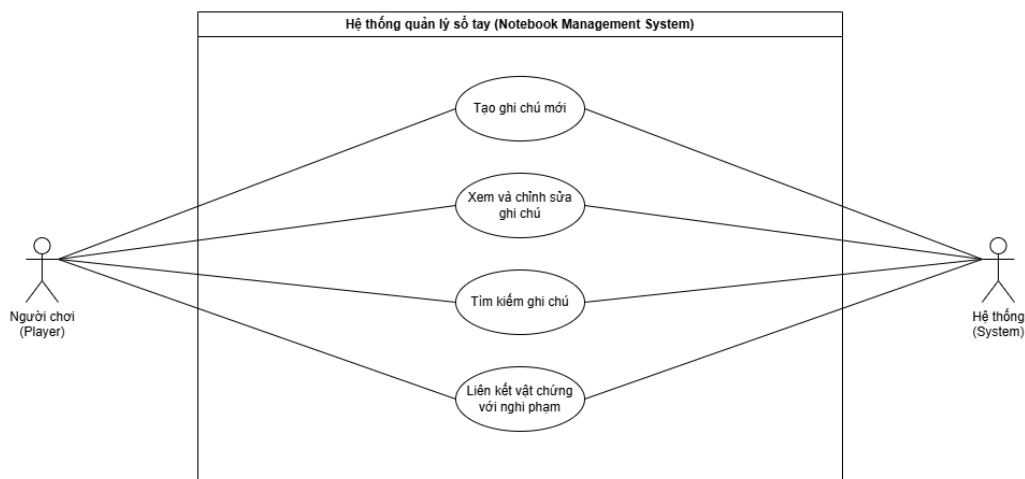 Hệ thống quản lý sổ tay (Notebook Management System)
Tạo ghi chú mới
Xem và chỉnh sửa
ghi chú
Tìm kiếm ghi chú
Liên kết vật chứng
với nghi phạm
Người chơi
(Player)
Hệ thống
(System)